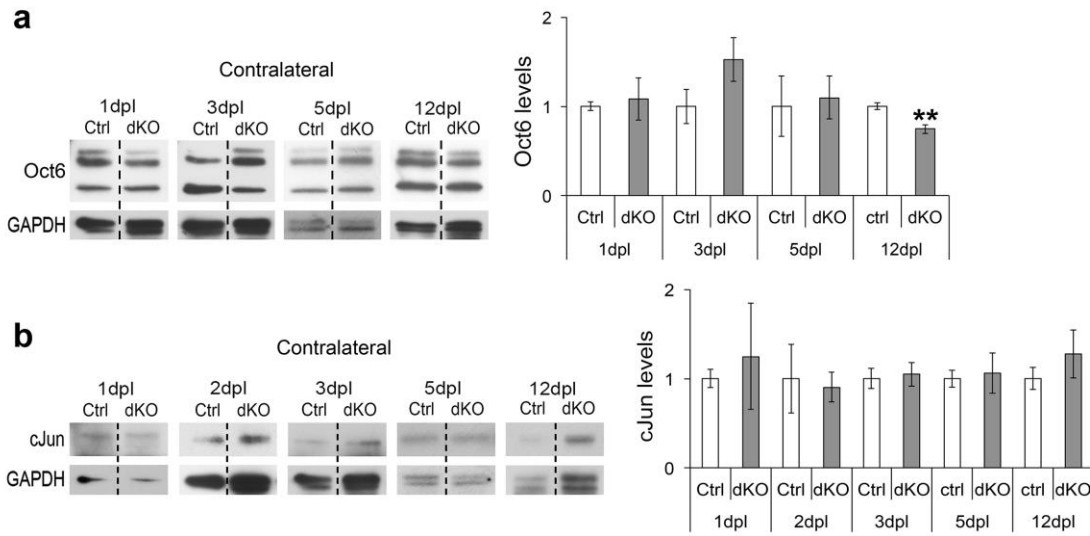 a
Contralateral
1dpl 3dpl 5dpl 12dpl
Ctrl dKO Ctrl dKO Ctrl dKO Ctrl dKO
Oct6
GAPDH
Oct6 levels
2
1
0
**
Ctrl dKO Ctrl dKO Ctrl dKO ctrl dKO
1dpl 3dpl 5dpl 12dpl
b
Contralateral
1dpl 2dpl 3dpl 5dpl 12dpl
Ctrl dKO Ctrl dKO Ctrl dKO Ctrl dKO Ctrl dKO
cJun
GAPDH
cJun levels
2
1
0
Ctrl dKO Ctrl dKO Ctrl dKO ctrl dKO Ctrl dKO
1dpl 2dpl 3dpl 5dpl 12dpl